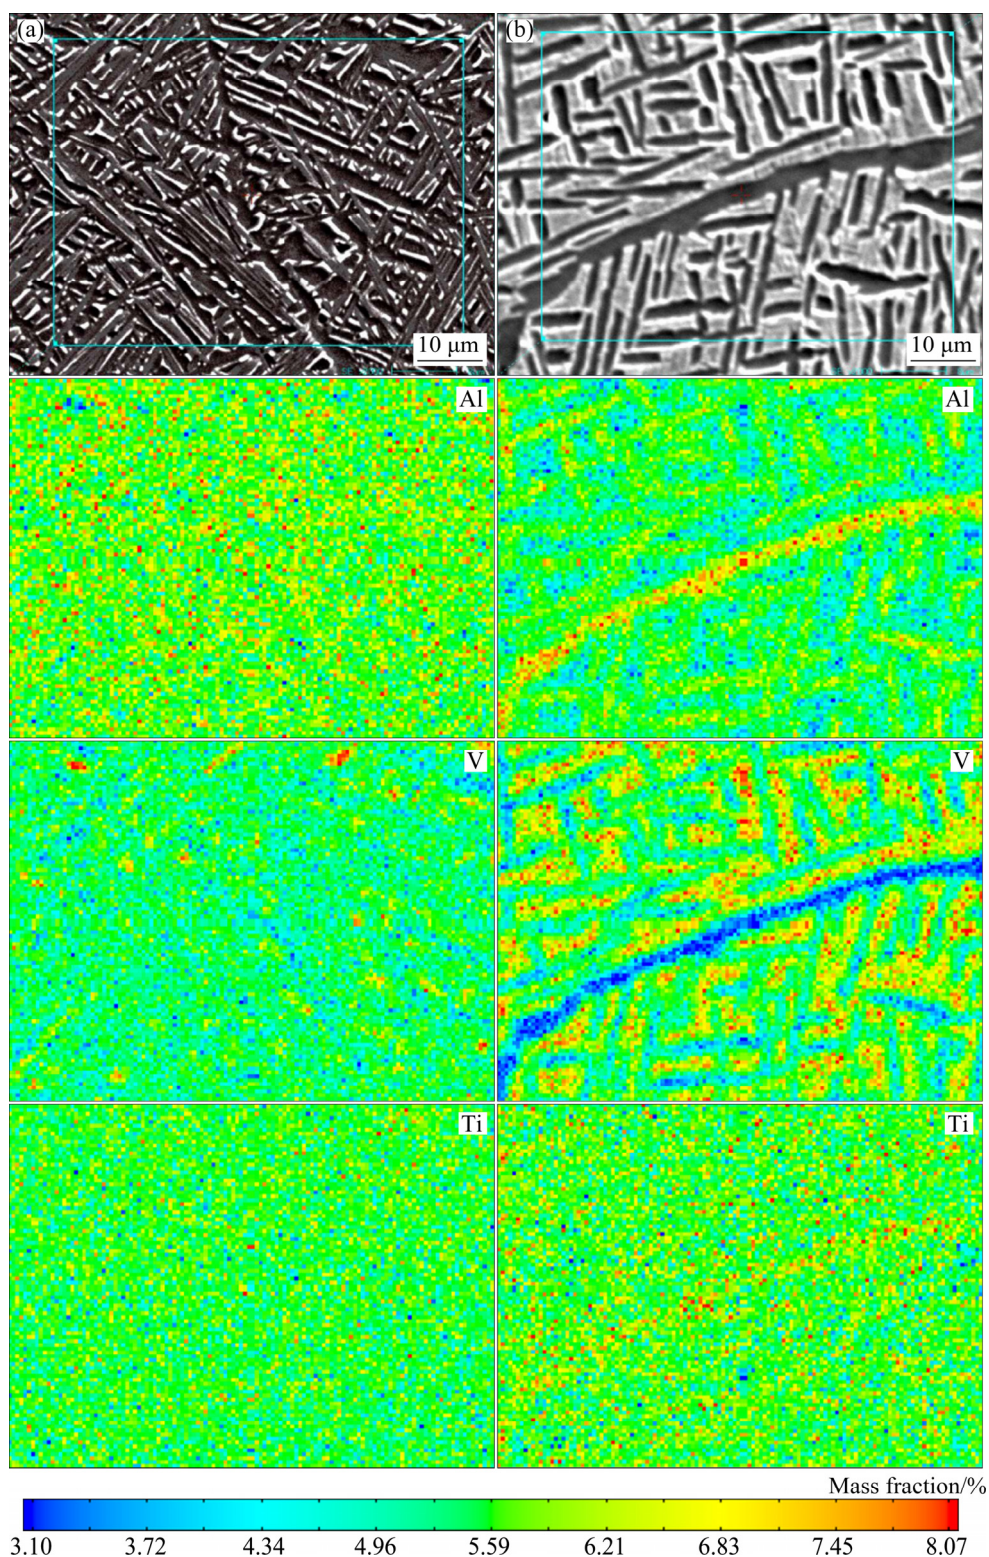 (a) (b)
10 μm 10 μm
Al Al
V V
Ti Ti
Mass fraction/%
3.10 3.72 4.34 4.96 5.59 6.21 6.83 7.45 8.07